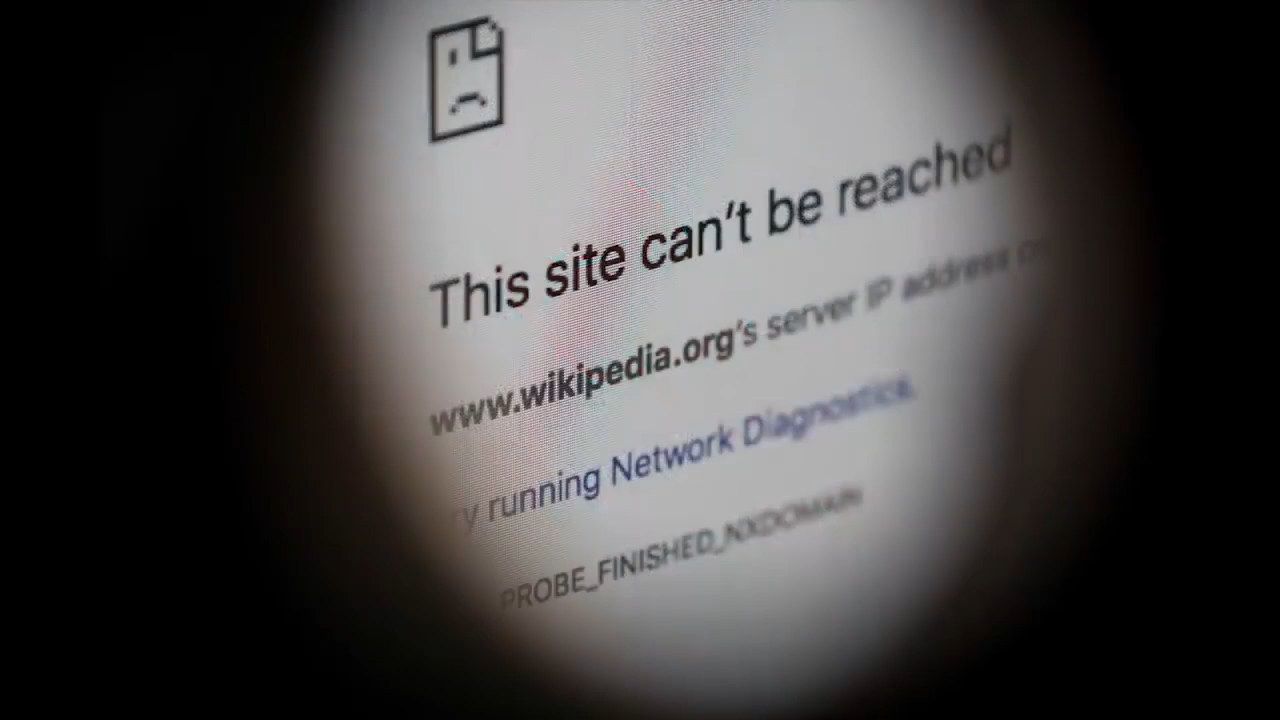 This site can't be reached
www.wikipedia.org's server IP address
running Network Diagnostics.
PROBE_FINISHED_NXDOMAIN